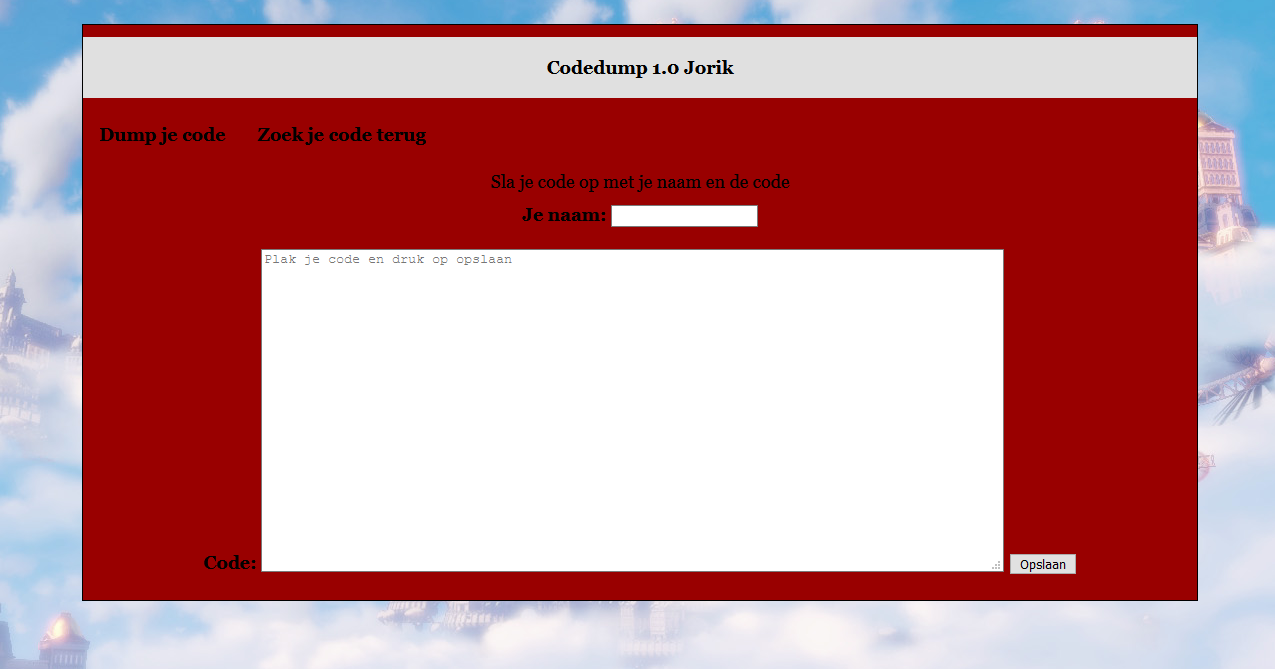 Codedump 1.0 Jorik
Dump je code Zoek je code terug
Sla je code op met je naam en de code
Je naam:
Plak je code en druk op opslaan
Code: Opslaan